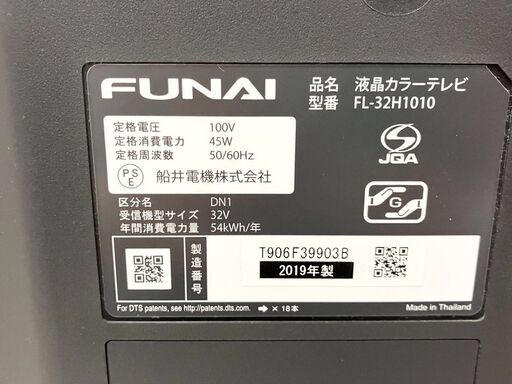 FUNAI
品名 液晶カラーテレビ
型番 FL-32H1010
定格電圧 100V
定格消費電力 45W
定格周波数 50/60Hz
PSE 船井電機株式会社
JQA
G
区分名 DN1
受信機型サイズ 32V
年間消費電力量 54kWh/年
製造番号
T906F39903B
2019年製
For DTS patents, see http://patents.dts.com. → × 18本
Made in Thailand